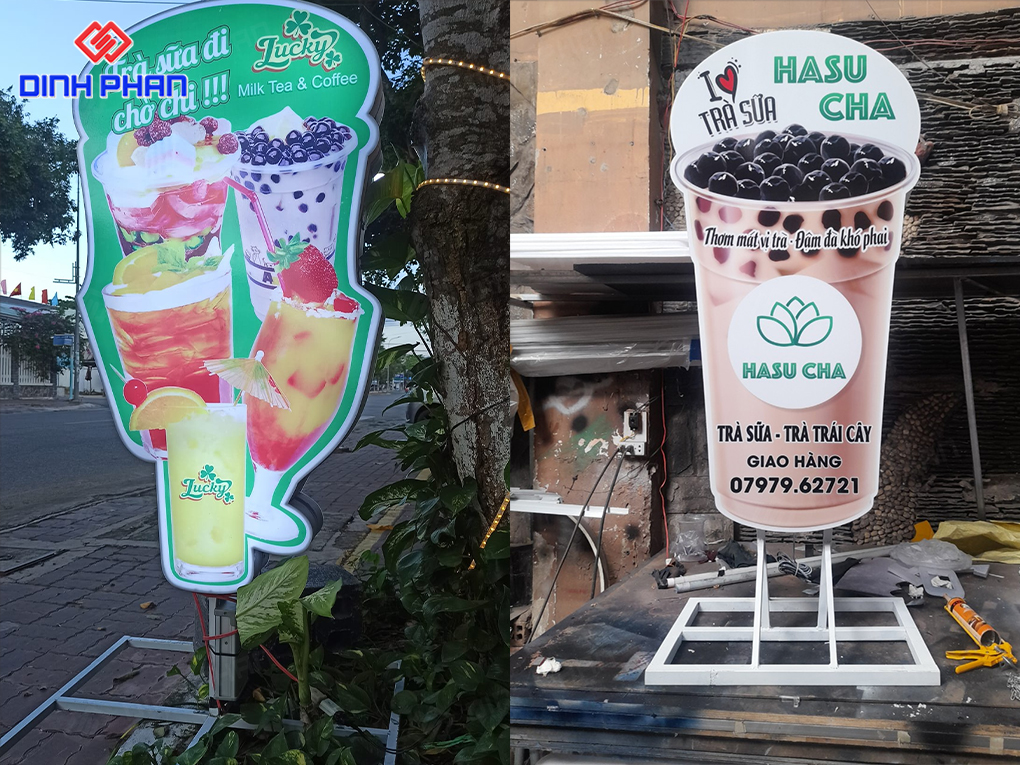 DINH PHAN
Trà sữa đi
chờ chi !!!
Lucky
Milk Tea & Coffee
Lucky
I
TRÀ SỮA
HASU
CHA
Thơm mát vị trà - Đậm đà khó phai
HASU CHA
TRÀ SỮA - TRÀ TRÁI CÂY
GIAO HÀNG
07979.62721